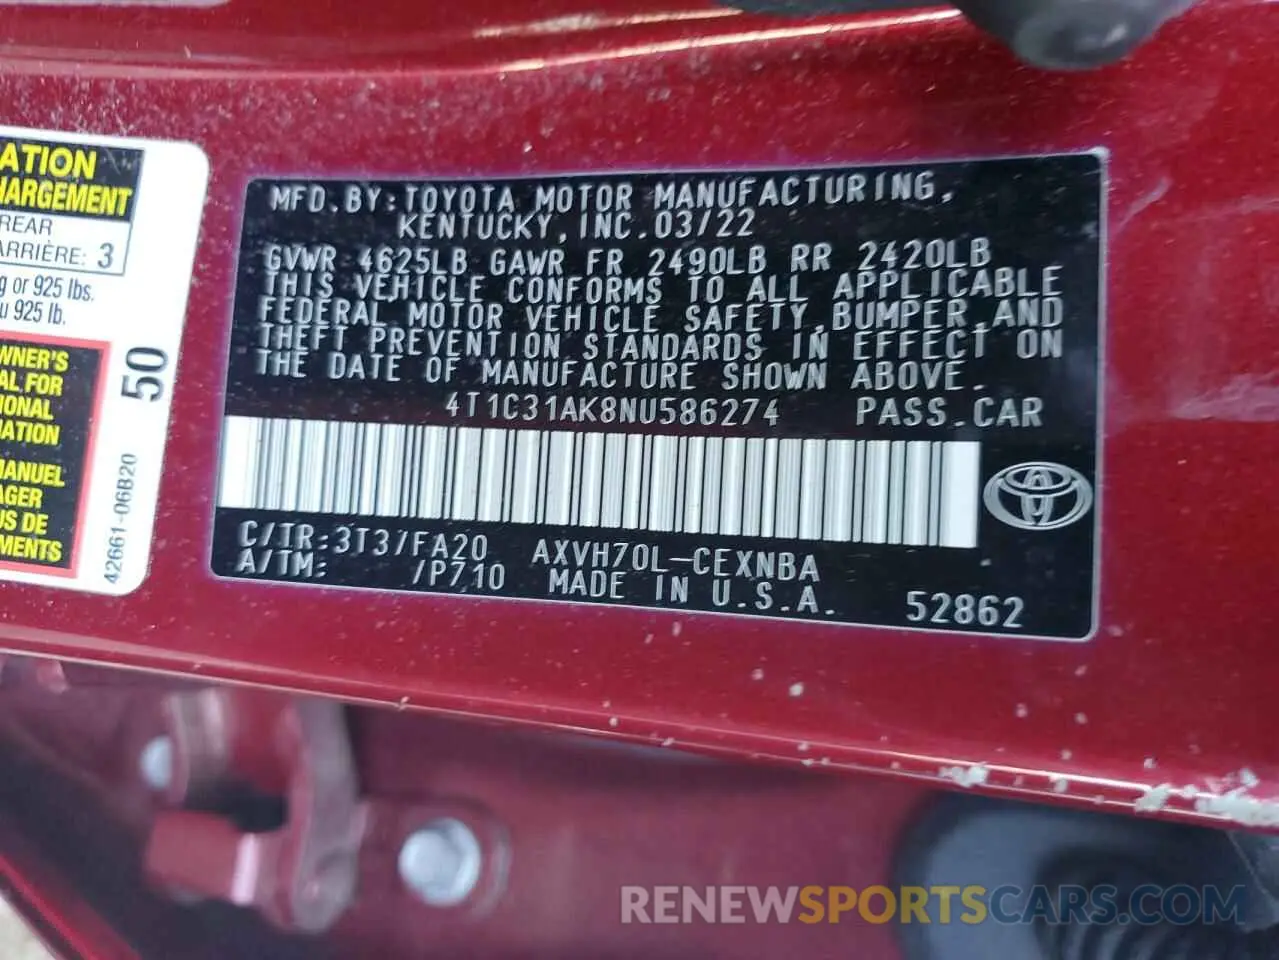 ATION
HARGEMENT
REAR
ARRIÈRE: 3
g or 925 lbs.
u 925 lb.
WNER'S
AL FOR
IONAL
MATION
MANUEL
AGER
US DE
MENTS
50
42661-06B20
MFD. BY: TOYOTA MOTOR MANUFACTURING,
KENTUCKY, INC. 03/22
GVWR 4625LB GAWR FR 2490LB RR 2420LB
THIS VEHICLE CONFORMS TO ALL APPLICABLE
FEDERAL MOTOR VEHICLE SAFETY, BUMPER, AND
THEFT PREVENTION STANDARDS IN EFFECT ON
THE DATE OF MANUFACTURE SHOWN ABOVE.
4T1C31AK8NU586274 PASS. CAR
C/TR: 3T3/FA20 AXVH70L-CEXNBA
A/TM: /P710 MADE IN U.S.A. 52862
RENEWSPORTSCARS.COM